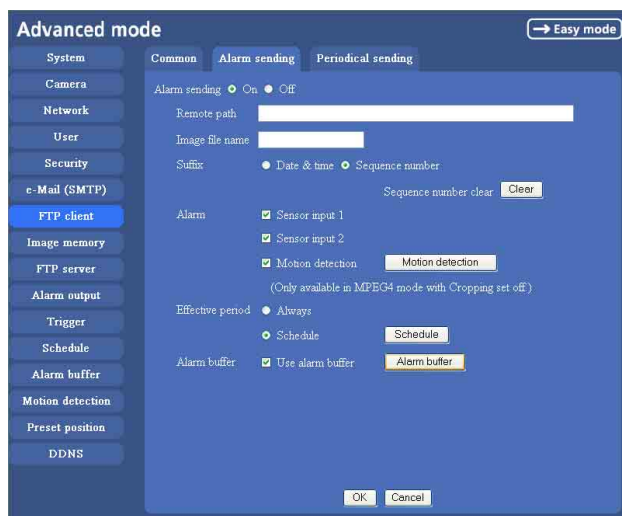 Advanced mode
→ Easy mode
System
Camera
Network
User
Security
e-Mail (SMTP)
FTP client
Image memory
FTP server
Alarm output
Trigger
Schedule
Alarm buffer
Motion detection
Preset position
DDNS
Common Alarm sending Periodical sending
Alarm sending On Off
Remote path
Image file name
Suffix Date & time Sequence number
Sequence number clear Clear
Alarm Sensor input 1
Sensor input 2
Motion detection Motion detection
(Only available in MPEG4 mode with Cropping set off.)
Effective period Always
Schedule Schedule
Alarm buffer Use alarm buffer Alarm buffer
OK Cancel